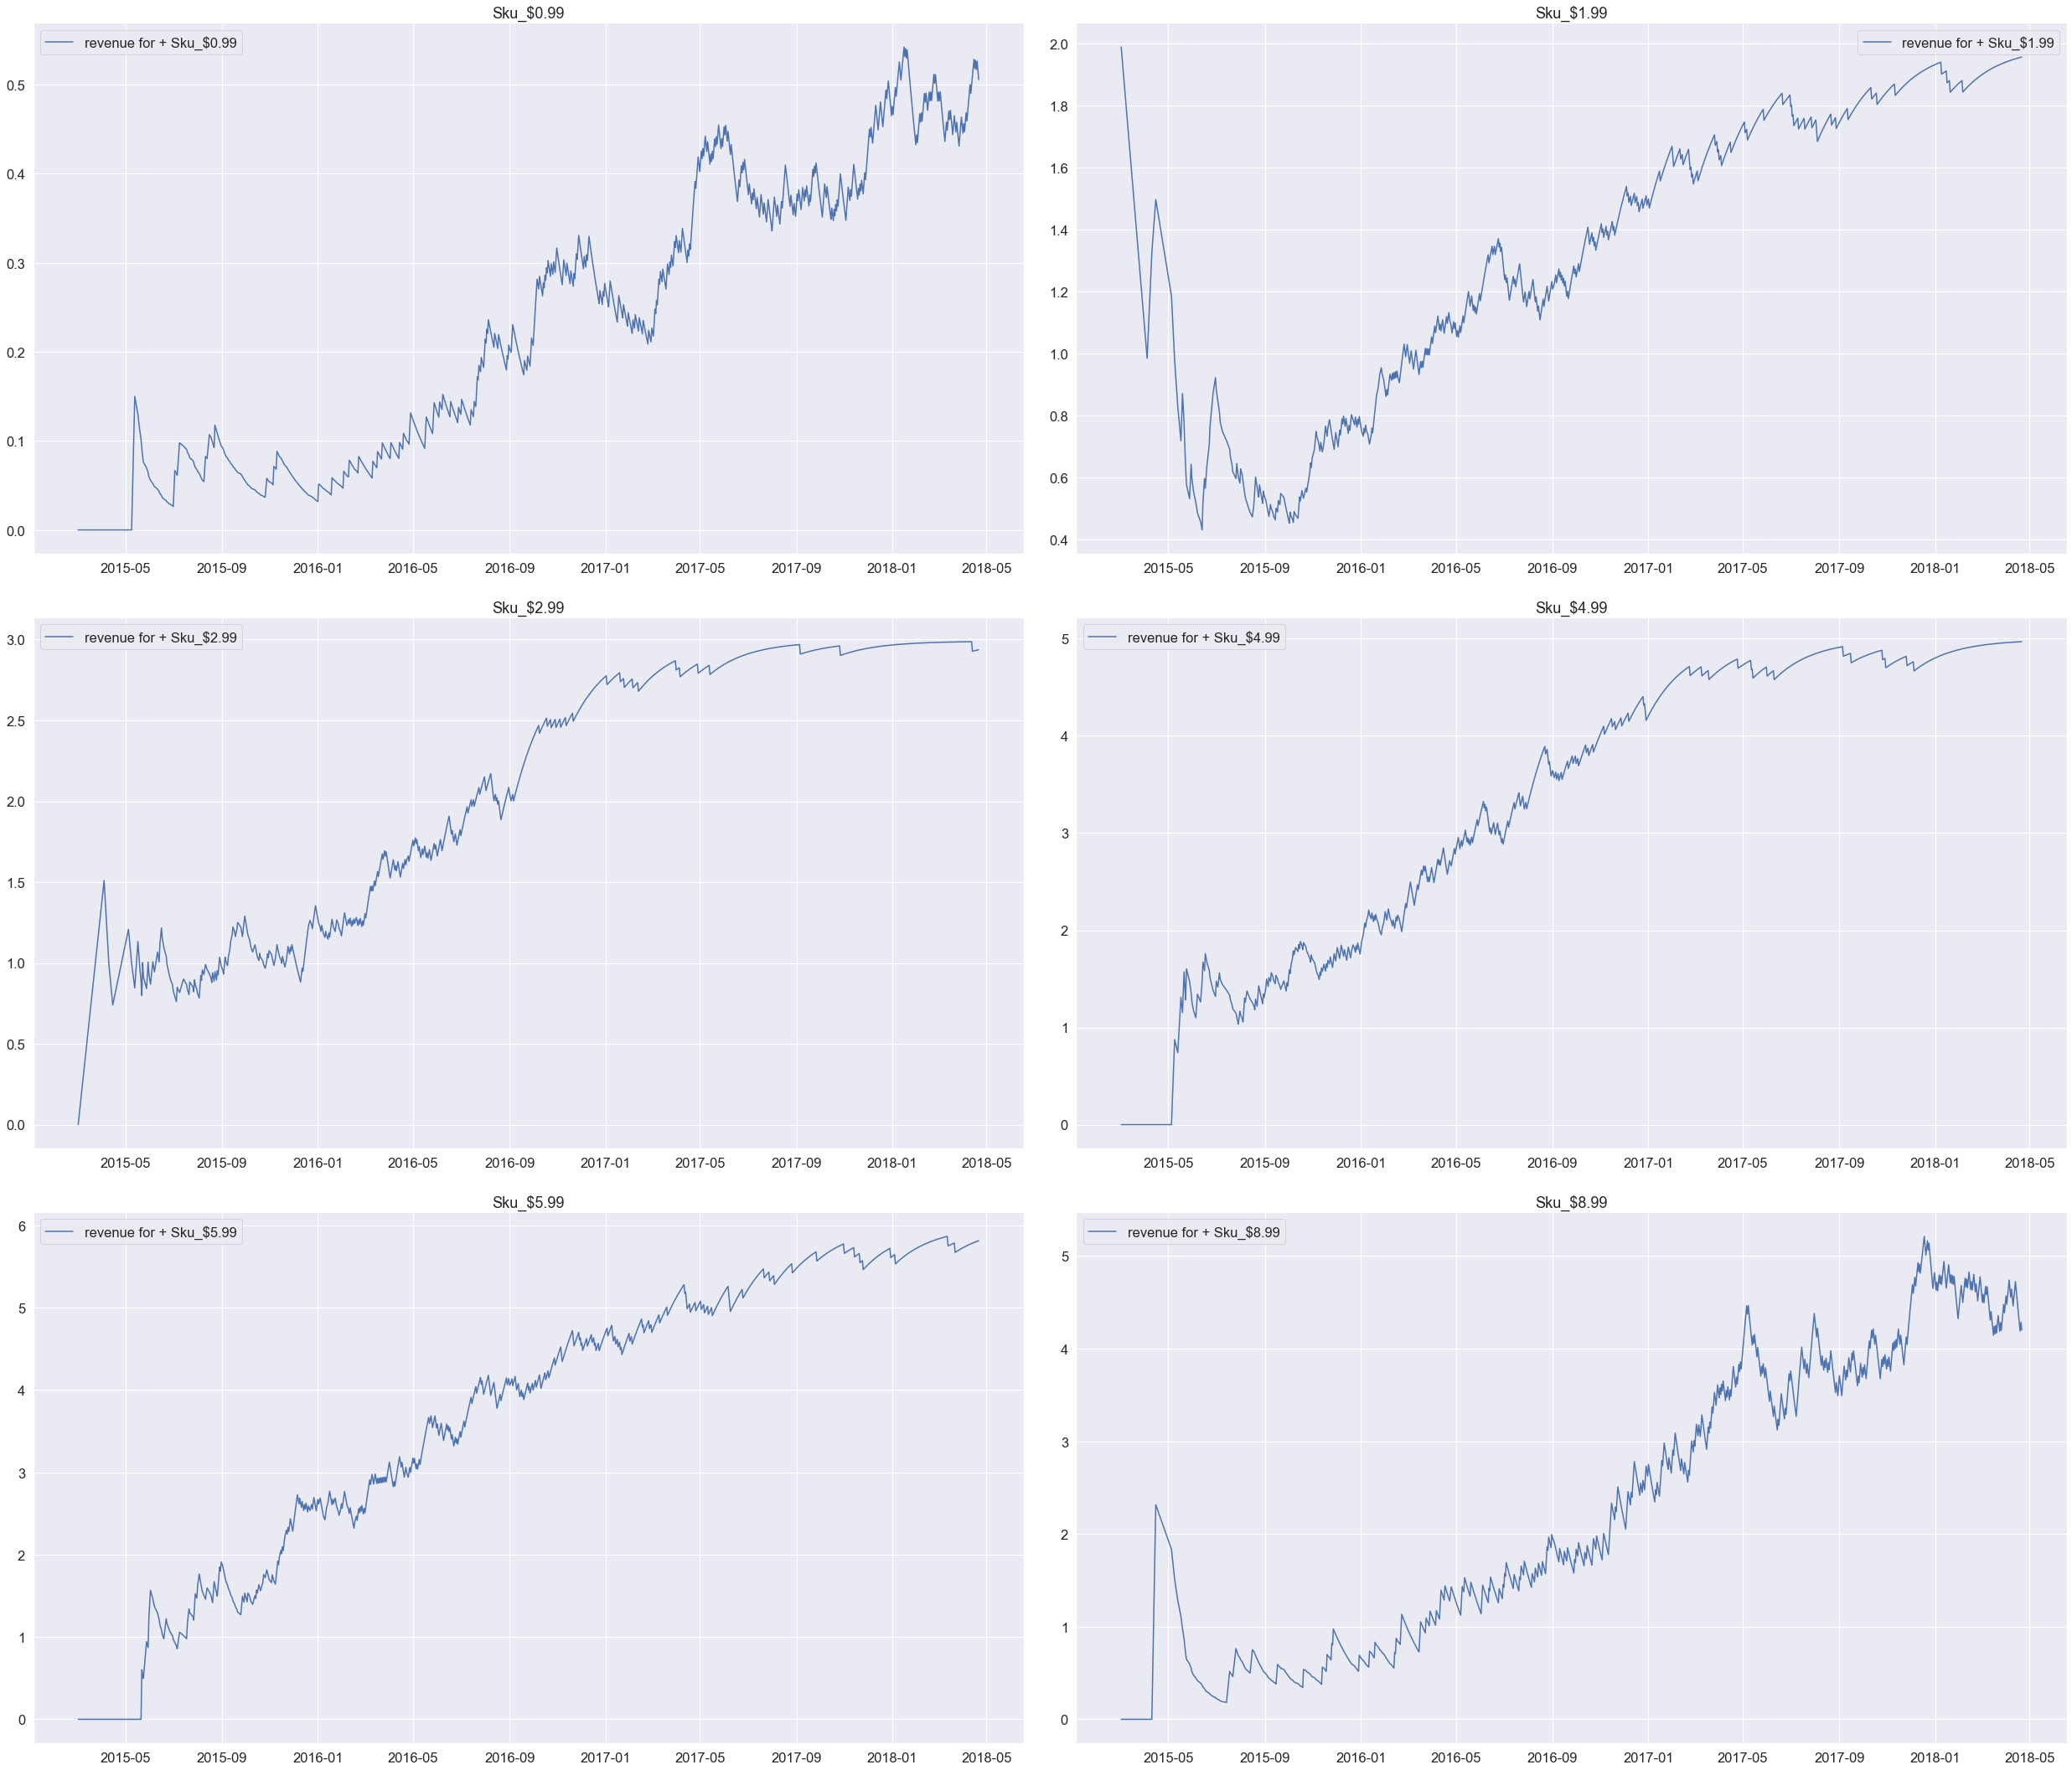 Sku_$0.99
revenue for + Sku_$0.99
0.5
0.4
0.3
0.2
0.1
0.0
2015-05 2015-09 2016-01 2016-05 2016-09 2017-01 2017-05 2017-09 2018-01 2018-05
Sku_$1.99
revenue for + Sku_$1.99
2.0
1.8
1.6
1.4
1.2
1.0
0.8
0.6
0.4
2015-05 2015-09 2016-01 2016-05 2016-09 2017-01 2017-05 2017-09 2018-01 2018-05
Sku_$2.99
revenue for + Sku_$2.99
3.0
2.5
2.0
1.5
1.0
0.5
0.0
2015-05 2015-09 2016-01 2016-05 2016-09 2017-01 2017-05 2017-09 2018-01 2018-05
Sku_$4.99
revenue for + Sku_$4.99
5
4
3
2
1
0
2015-05 2015-09 2016-01 2016-05 2016-09 2017-01 2017-05 2017-09 2018-01 2018-05
Sku_$5.99
revenue for + Sku_$5.99
6
5
4
3
2
1
0
2015-05 2015-09 2016-01 2016-05 2016-09 2017-01 2017-05 2017-09 2018-01 2018-05
Sku_$8.99
revenue for + Sku_$8.99
5
4
3
2
1
0
2015-05 2015-09 2016-01 2016-05 2016-09 2017-01 2017-05 2017-09 2018-01 2018-05